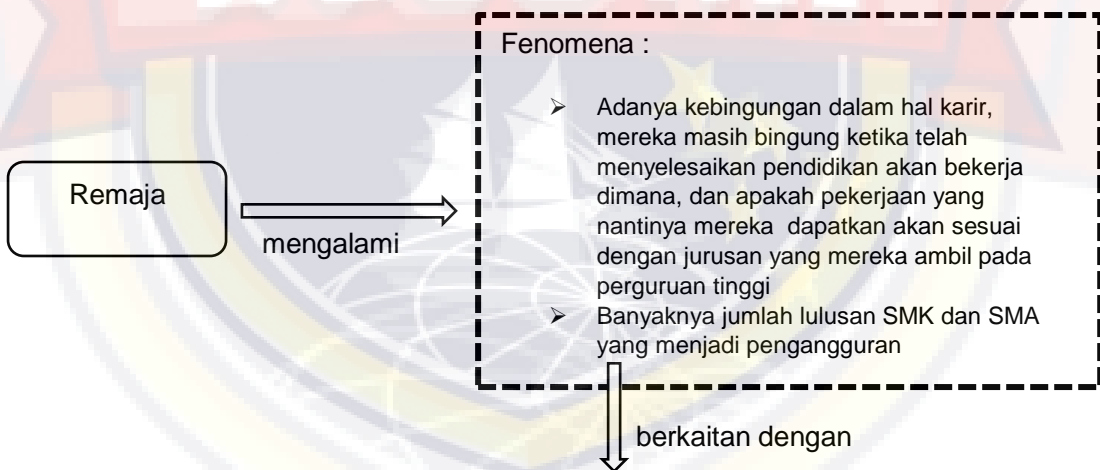 Fenomena :
➢ Adanya kebingungan dalam hal karir,
mereka masih bingung ketika telah
menyelesaikan pendidikan akan bekerja
dimana, dan apakah pekerjaan yang
nantinya mereka dapatkan akan sesuai
dengan jurusan yang mereka ambil pada
perguruan tinggi
➢ Banyaknya jumlah lulusan SMK dan SMA
yang menjadi pengangguran
Remaja
mengalami
berkaitan dengan